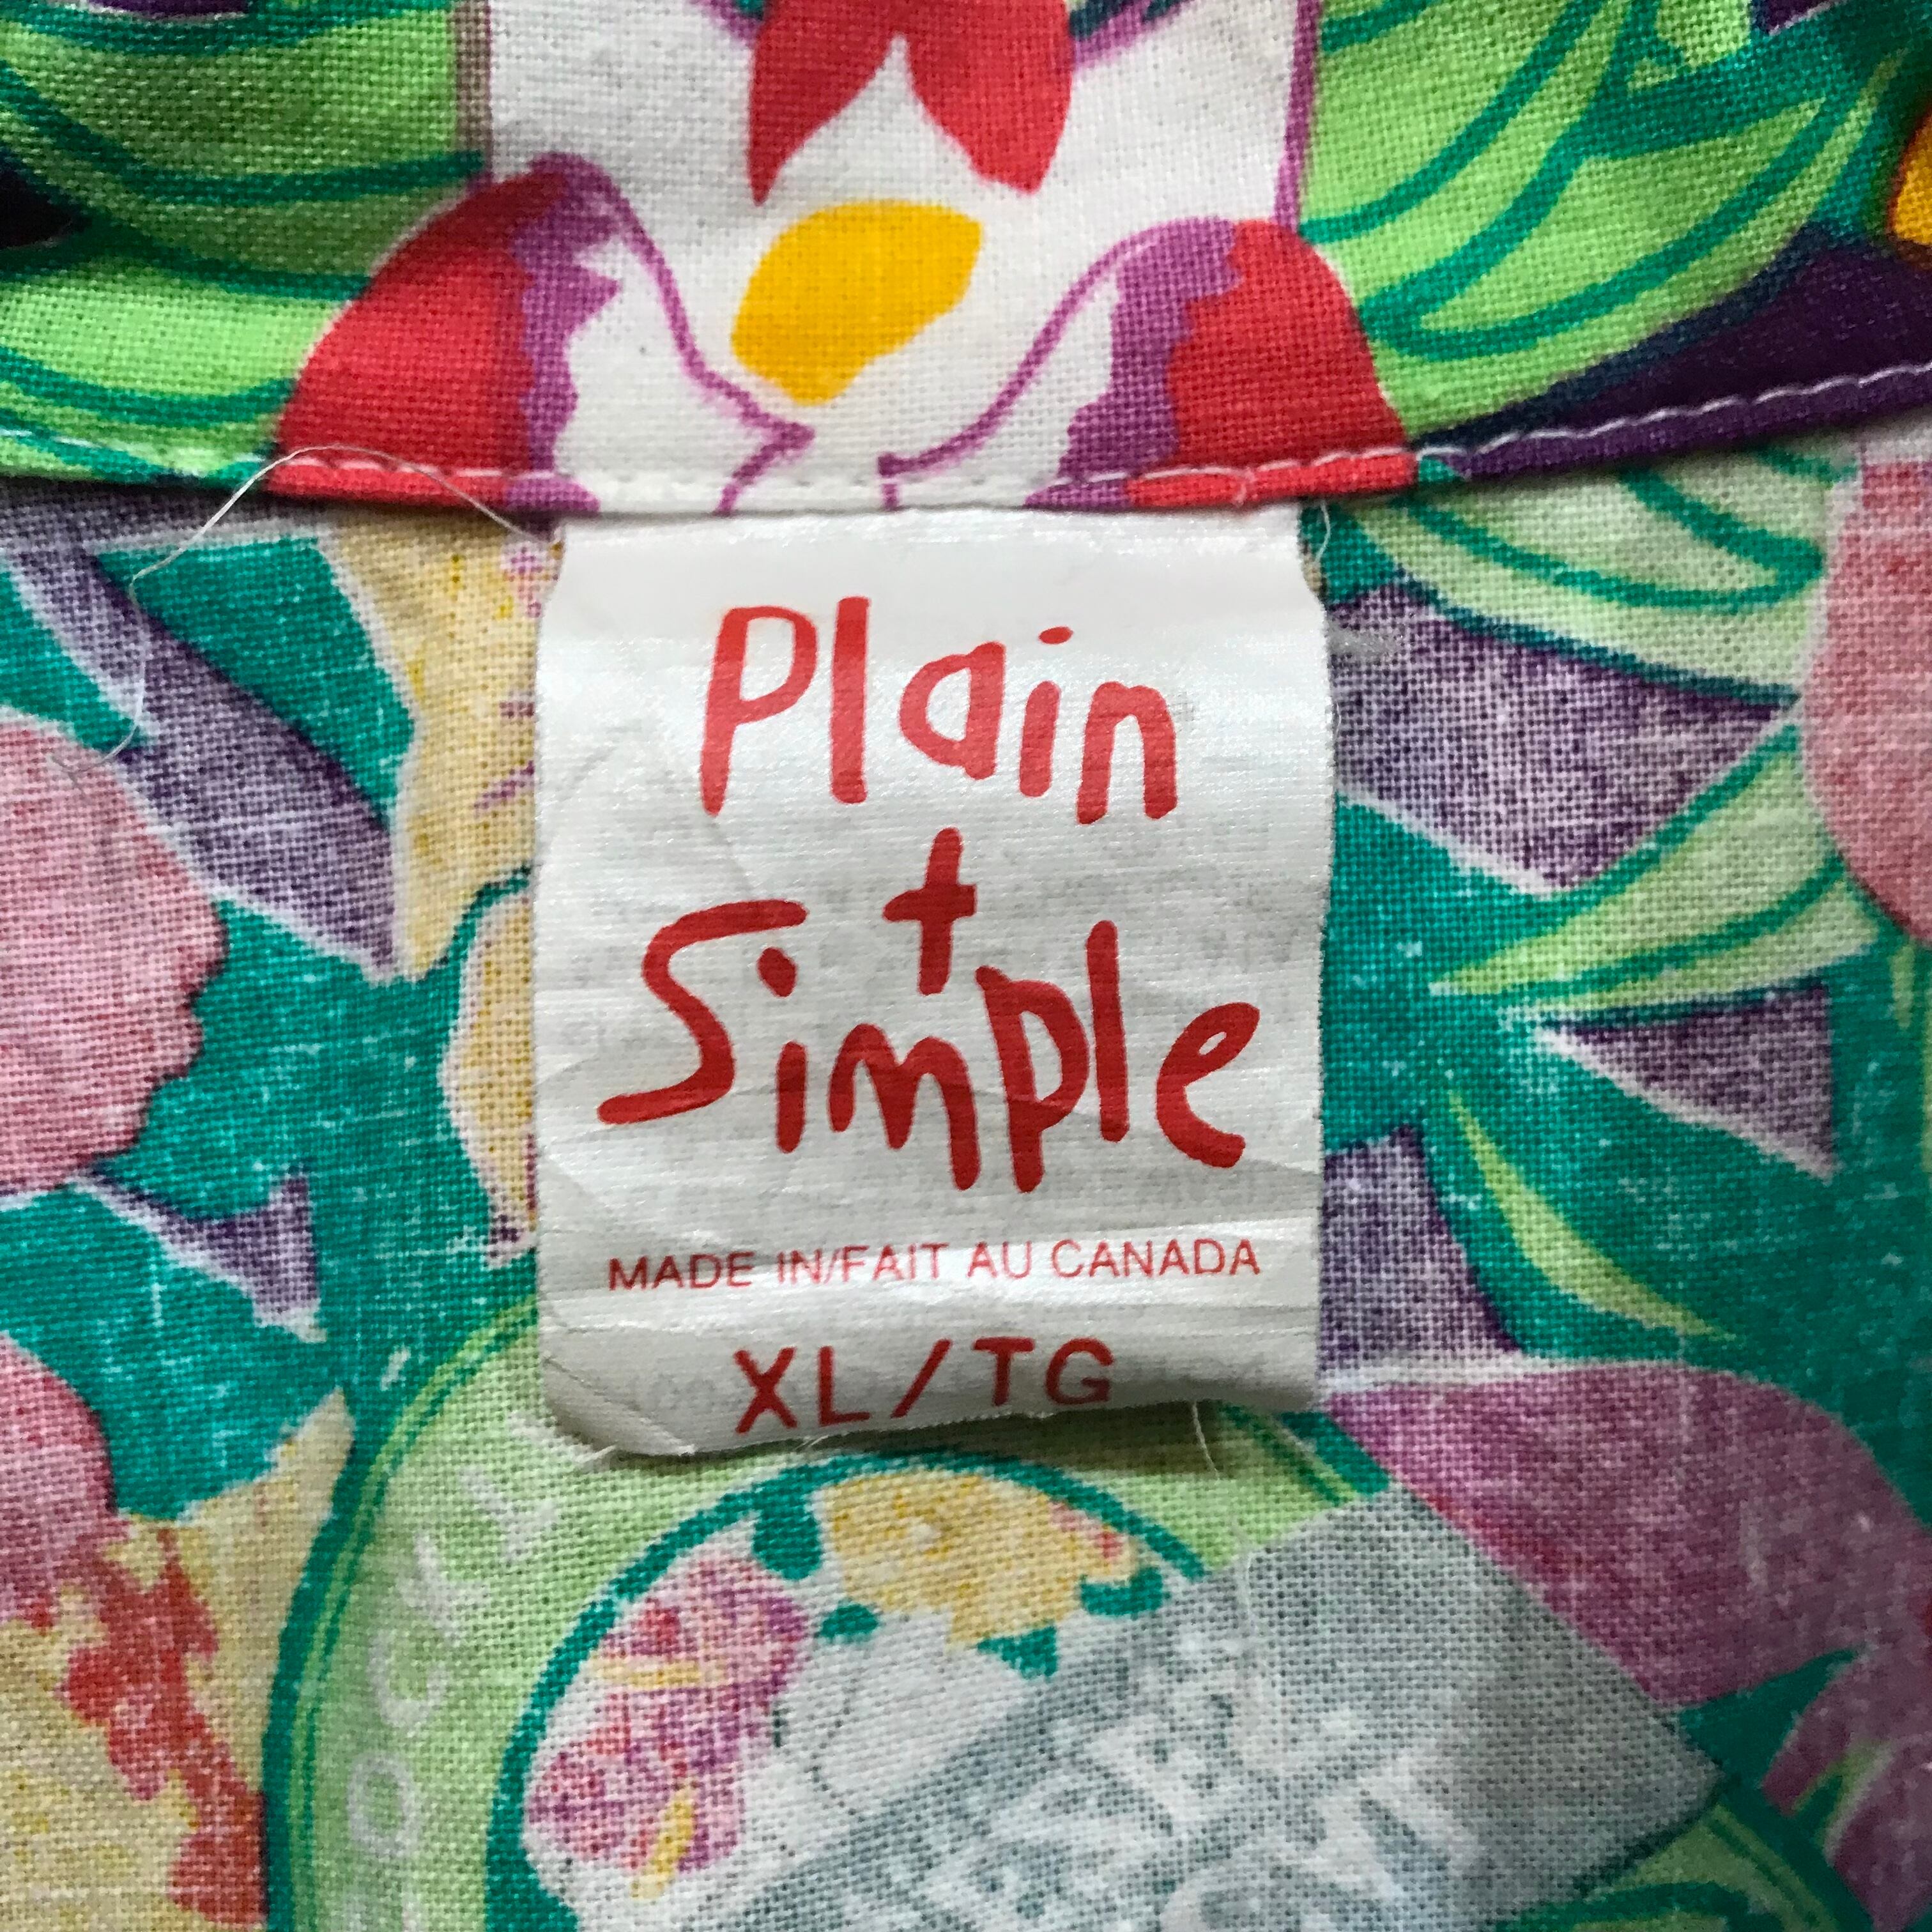 Plain
+
Simple
MADE IN/FAIT AU CANADA
XL/TG